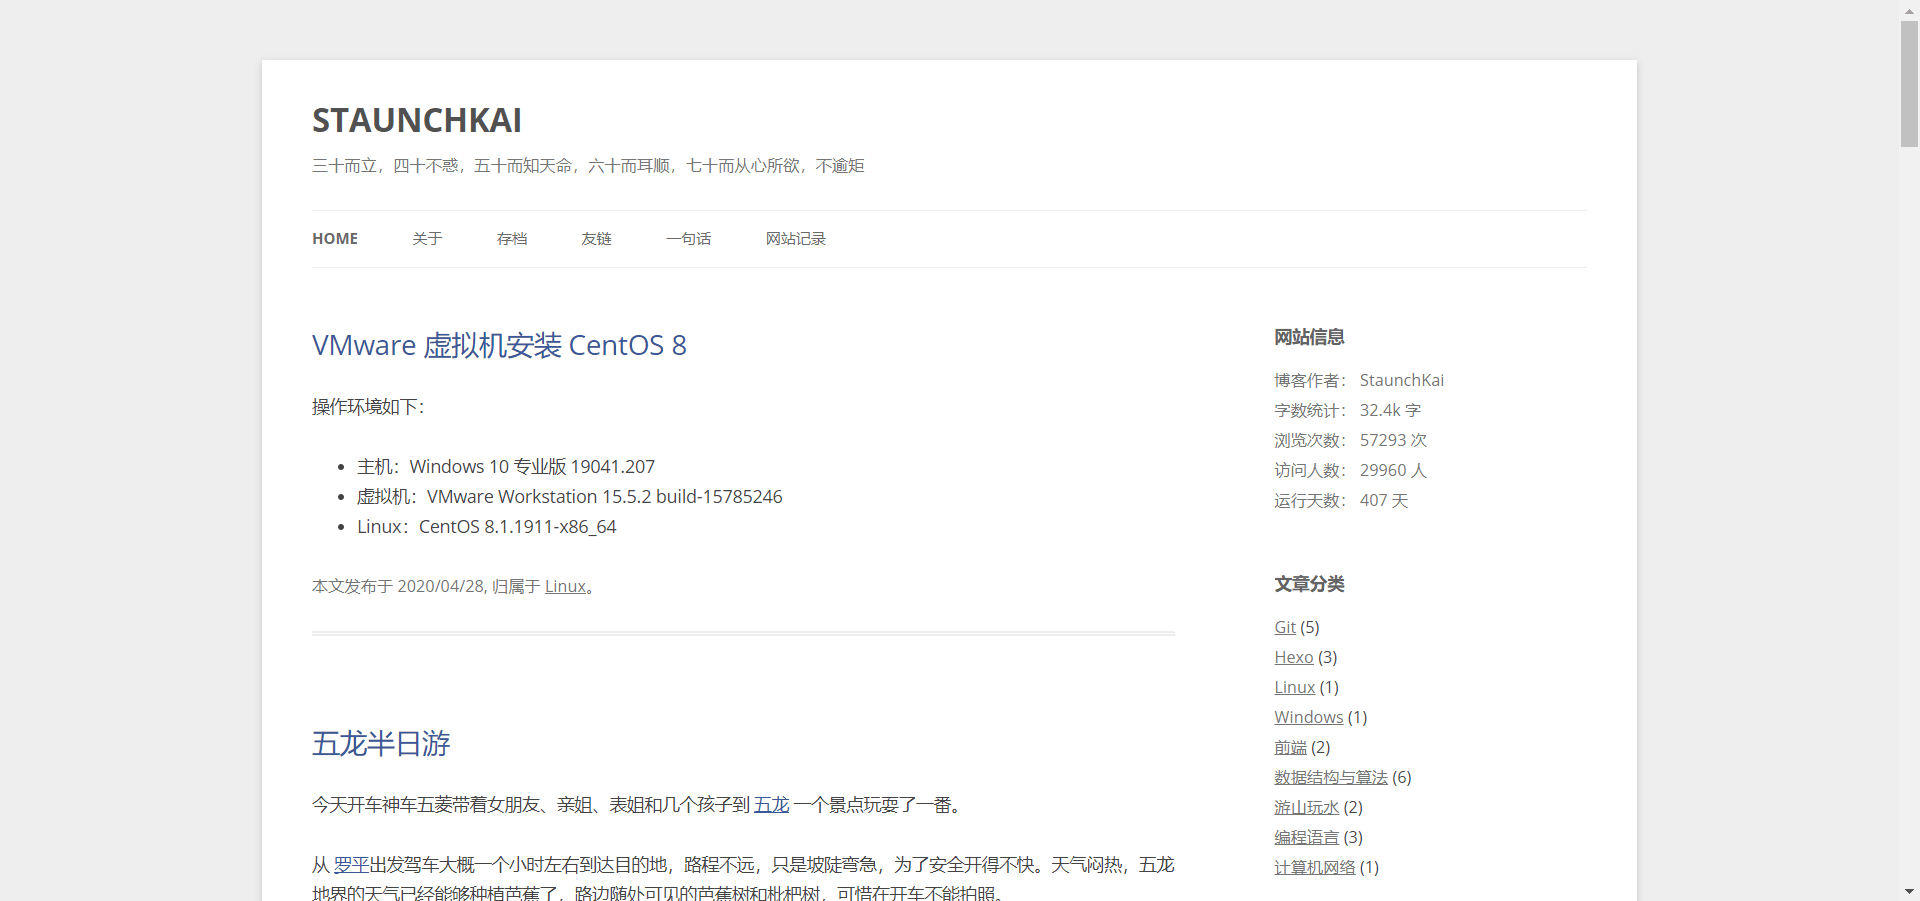 STAUNCHKAI
三十而立，四十不惑，五十而知天命，六十而耳顺，七十而从心所欲，不逾矩
HOME 关于 存档 友链 一句话 网站记录
VMware 虚拟机安装 CentOS 8
操作环境如下：
• 主机：Windows 10 专业版 19041.207
• 虚拟机：VMware Workstation 15.5.2 build-15785246
• Linux：CentOS 8.1.1911-x86_64
本文发布于 2020/04/28, 归属于 Linux。
五龙半日游
今天开车神车五菱带着女朋友、亲姐、表姐和几个孩子到 五龙 一个景点玩耍了一番。
从 罗平出发驾车大概一个小时左右到达目的地，路程不远，只是坡陡弯急，为了安全开得不快。天气闷热，五龙
地界的天气已经能够种植芭蕉了，路边随处可见的芭蕉树和枇杷树，可惜在开车不能拍照。
网站信息
博客作者： StaunchKai
字数统计： 32.4k 字
浏览次数： 57293 次
访问人数： 29960 人
运行天数： 407 天
文章分类
Git (5)
Hexo (3)
Linux (1)
Windows (1)
前端 (2)
数据结构与算法 (6)
游山玩水 (2)
编程语言 (3)
计算机网络 (1)